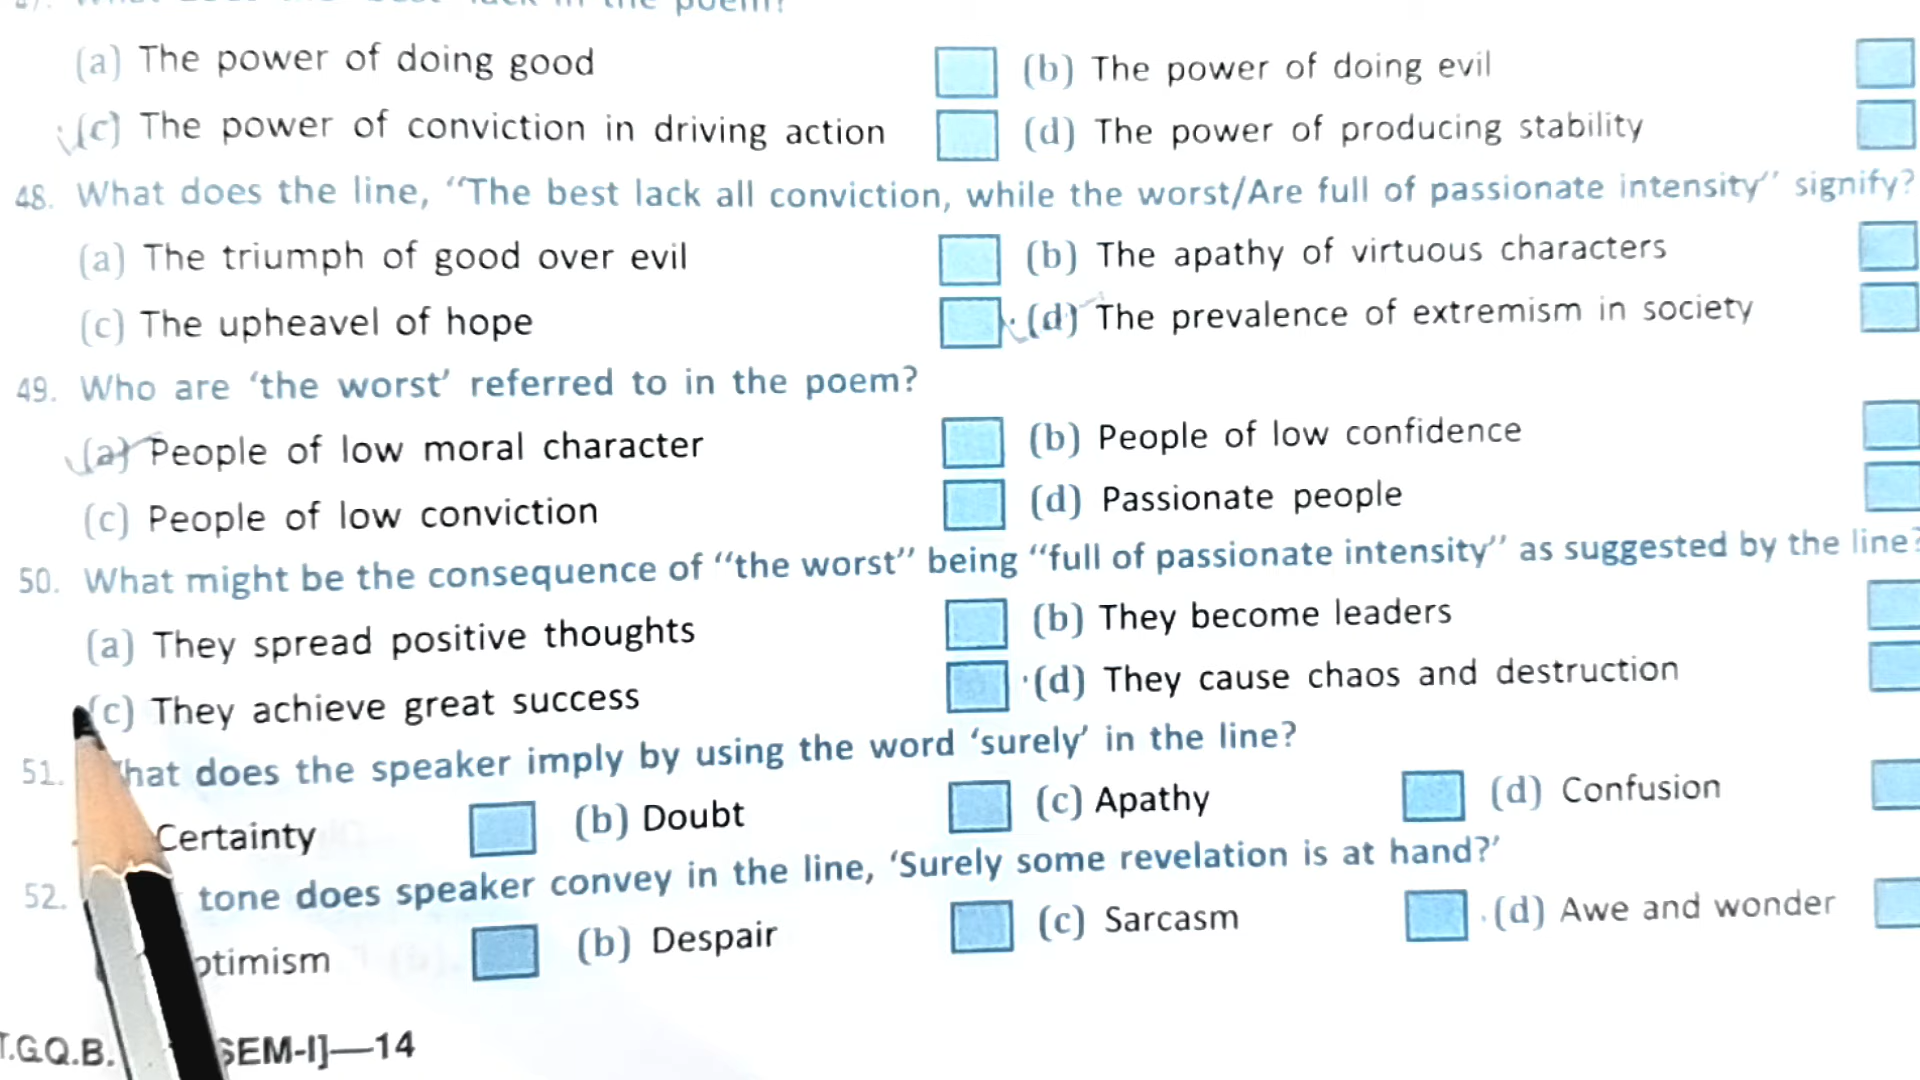 (a) The power of doing good (b) The power of doing evil
(c) The power of conviction in driving action (d) The power of producing stability
48. What does the line, “The best lack all conviction, while the worst/Are full of passionate intensity” signify?
(a) The triumph of good over evil (b) The apathy of virtuous characters
(c) The upheavel of hope (d) The prevalence of extremism in society
49. Who are ‘the worst’ referred to in the poem?
(a) People of low moral character (b) People of low confidence
(c) People of low conviction (d) Passionate people
50. What might be the consequence of “the worst” being “full of passionate intensity” as suggested by the line?
(a) They spread positive thoughts (b) They become leaders
(c) They achieve great success (d) They cause chaos and destruction
51. hat does the speaker imply by using the word ‘surely’ in the line?
Certainty (b) Doubt (c) Apathy (d) Confusion
52. tone does speaker convey in the line, ‘Surely some revelation is at hand?’
ptimism (b) Despair (c) Sarcasm (d) Awe and wonder
T.G.Q.B. SEM-I]—14